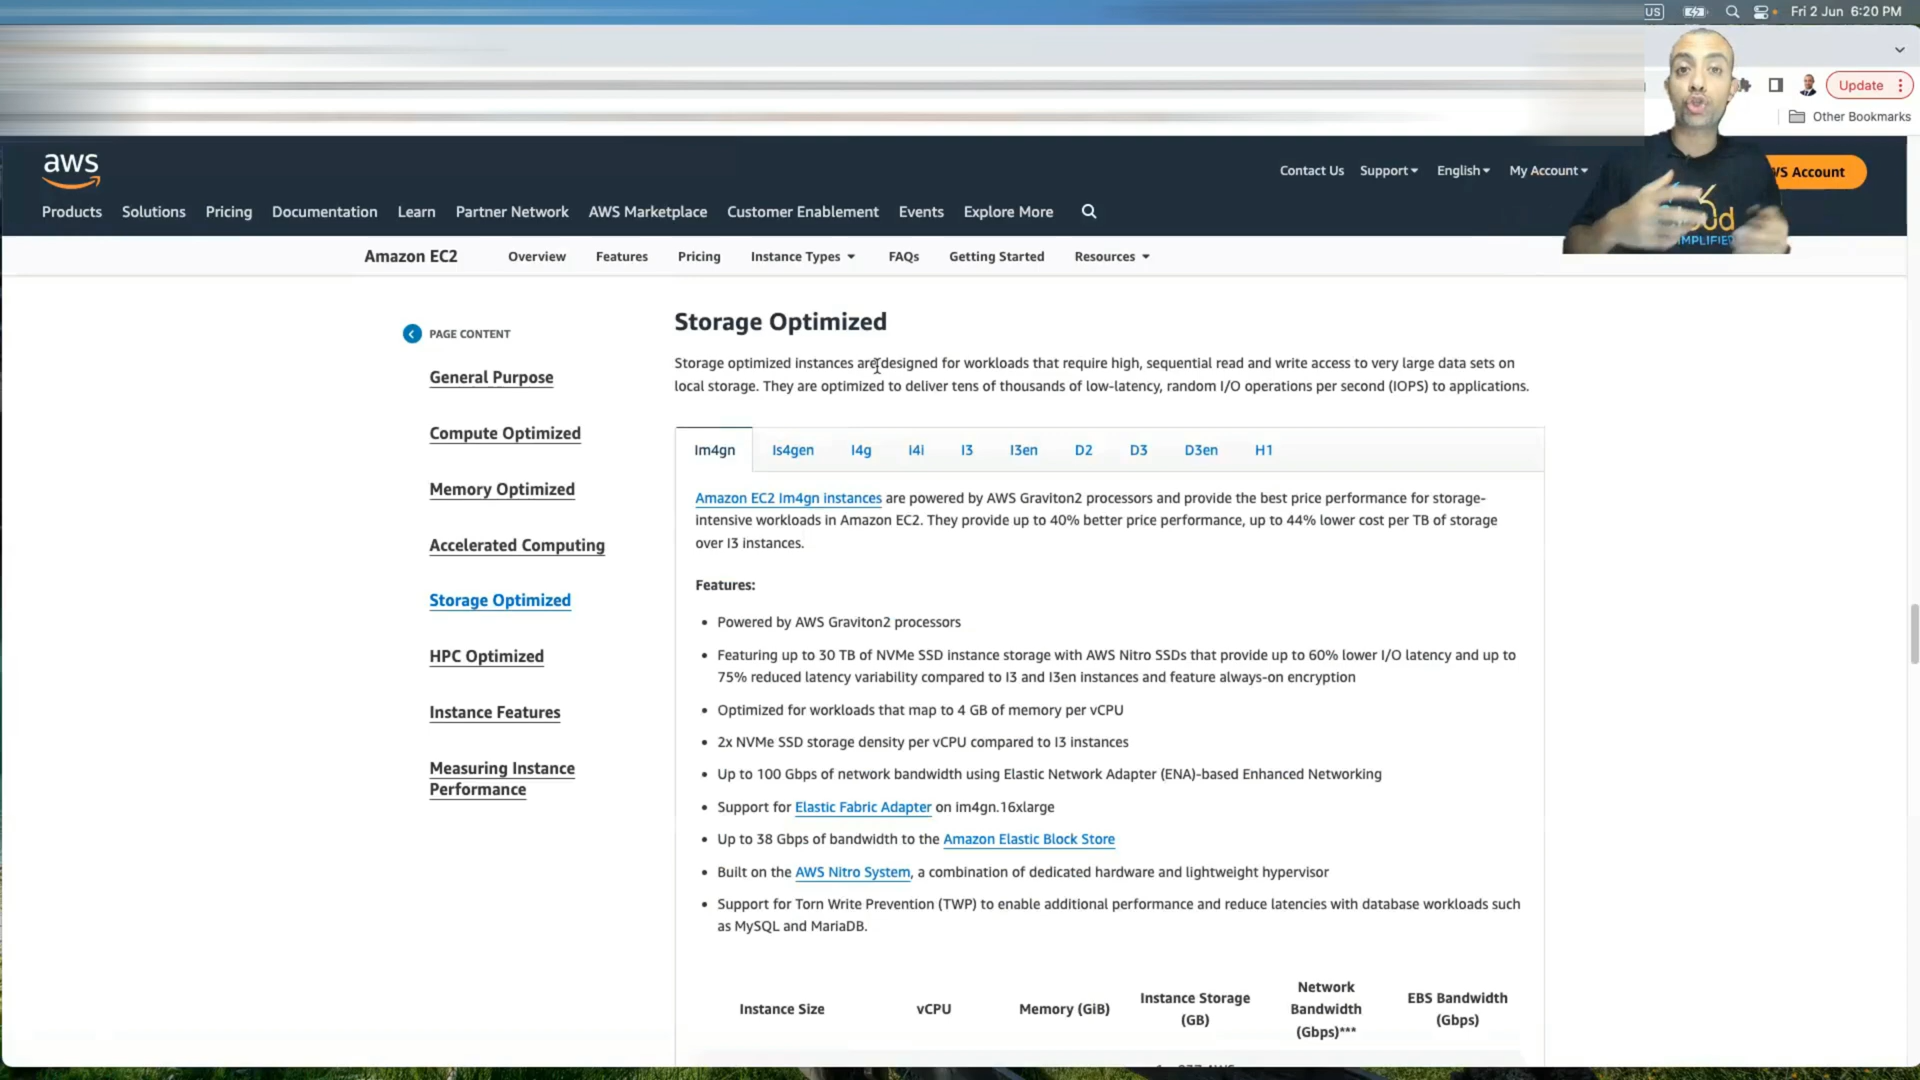 US
Fri 2 Jun 6:20 PM
Update
Other Bookmarks
aws
Contact Us Support English My Account
Products Solutions Pricing Documentation Learn Partner Network AWS Marketplace Customer Enablement Events Explore More
Amazon EC2 Overview Features Pricing Instance Types FAQs Getting Started Resources
PAGE CONTENT
General Purpose
Compute Optimized
Memory Optimized
Accelerated Computing
Storage Optimized
HPC Optimized
Instance Features
Measuring Instance
Performance
Storage Optimized
Storage optimized instances are designed for workloads that require high, sequential read and write access to very large data sets on
local storage. They are optimized to deliver tens of thousands of low-latency, random I/O operations per second (IOPS) to applications.
Im4gn Is4gen I4g I4i I3 I3en D2 D3 D3en H1
Amazon EC2 Im4gn instances are powered by AWS Graviton2 processors and provide the best price performance for storage-
intensive workloads in Amazon EC2. They provide up to 40% better price performance, up to 44% lower cost per TB of storage
over I3 instances.
Features:
• Powered by AWS Graviton2 processors
• Featuring up to 30 TB of NVMe SSD instance storage with AWS Nitro SSDs that provide up to 60% lower I/O latency and up to
75% reduced latency variability compared to I3 and I3en instances and feature always-on encryption
• Optimized for workloads that map to 4 GB of memory per vCPU
• 2x NVMe SSD storage density per vCPU compared to I3 instances
• Up to 100 Gbps of network bandwidth using Elastic Network Adapter (ENA)-based Enhanced Networking
• Support for Elastic Fabric Adapter on im4gn.16xlarge
• Up to 38 Gbps of bandwidth to the Amazon Elastic Block Store
• Built on the AWS Nitro System, a combination of dedicated hardware and lightweight hypervisor
• Support for Torn Write Prevention (TWP) to enable additional performance and reduce latencies with database workloads such
as MySQL and MariaDB.
Instance Size vCPU Memory (GiB) Instance Storage
(GB) Network
Bandwidth
(Gbps)*** EBS Bandwidth
(Gbps)
Account